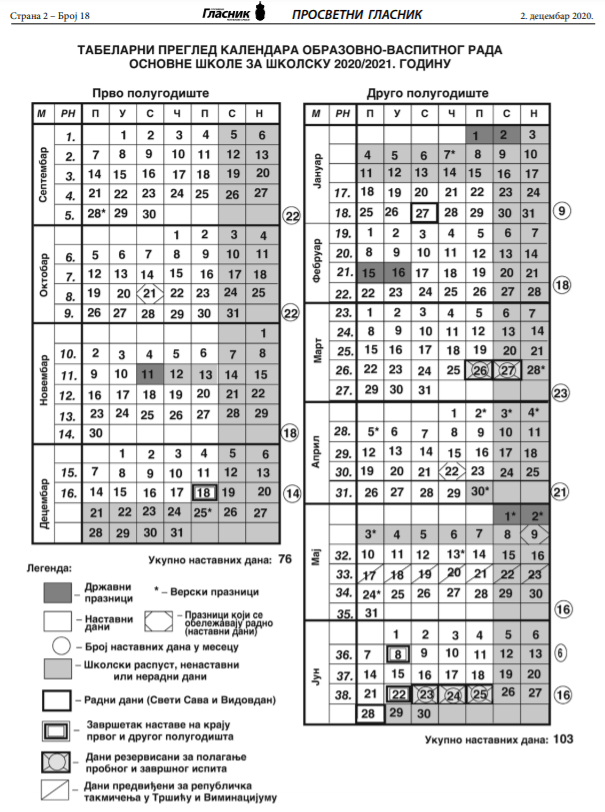 Страна 2 – Број 18
Гласник
ПРОСВЕТНИ ГЛАСНИК
2. децембар 2020.
ТАБЕЛАРНИ ПРЕГЛЕД КАЛЕНДАРА ОБРАЗОВНО-ВАСПИТНОГ РАДА
ОСНОВНЕ ШКОЛЕ ЗА ШКОЛСКУ 2020/2021. ГОДИНУ
Прво полугодиште
М РН П У С Ч П С Н
Септембар
1. 1 2 3 4 5 6
2. 7 8 9 10 11 12 13
3. 14 15 16 17 18 19 20
4. 21 22 23 24 25 26 27
5. 28* 29 30
22
Октобар
1 2 3 4
6. 5 6 7 8 9 10 11
7. 12 13 14 15 16 17 18
8. 19 20 21 22 23 24 25
9. 26 27 28 29 30 31
22
Новембар
1
10. 2 3 4 5 6 7 8
11. 9 10 11 12 13 14 15
12. 16 17 18 19 20 21 22
13. 23 24 25 26 27 28 29
14. 30
18
Децембар
1 2 3 4 5 6
15. 7 8 9 10 11 12 13
16. 14 15 16 17 18 19 20
14
21 22 23 24 25* 26 27
28 29 30 31
Укупно наставних дана: 76
Друго полугодиште
М РН П У С Ч П С Н
Јануар
1 2 3
4 5 6 7* 8 9 10
11 12 13 14 15 16 17
17. 18 19 20 21 22 23 24
18. 25 26 27 28 29 30 31
9
Фебруар
19. 1 2 3 4 5 6 7
20. 8 9 10 11 12 13 14
21. 15 16 17 18 19 20 21
22. 22 23 24 25 26 27 28
18
Март
23. 1 2 3 4 5 6 7
24. 8 9 10 11 12 13 14
25. 15 16 17 18 19 20 21
26. 22 23 24 25 26 27 28*
27. 29 30 31
23
Април
1 2* 3* 4*
28. 5* 6 7 8 9 10 11
29. 12 13 14 15 16 17 18
30. 19 20 21 22 23 24 25
31. 26 27 28 29 30*
21
Мај
1* 2*
3* 4 5 6 7 8 9
32. 10 11 12 13* 14 15 16
33. 17 18 19 20 21 22 23
34. 24* 25 26 27 28 29 30
35. 31
16
Јун
1 2 3 4 5 6
36. 7 8 9 10 11 12 13
6
37. 14 15 16 17 18 19 20
38. 21 22 23 24 25 26 27
16
28 29 30
Укупно наставних дана: 103
Легенда:
– Државни празници
* – Верски празници
– Наставни дани
– Празници који се обележавају радно (наставни дани)
– Број наставних дана у месецу
– Школски распуст, ненаставни или нерадни дани
– Радни дани (Свети Сава и Видовдан)
– Завршетак наставе на крају првог и другог полугодишта
– Дани резервисани за полагање пробног и завршног испита
– Дани предвиђени за републичка такмичења у Тршићу и Виминацијуму